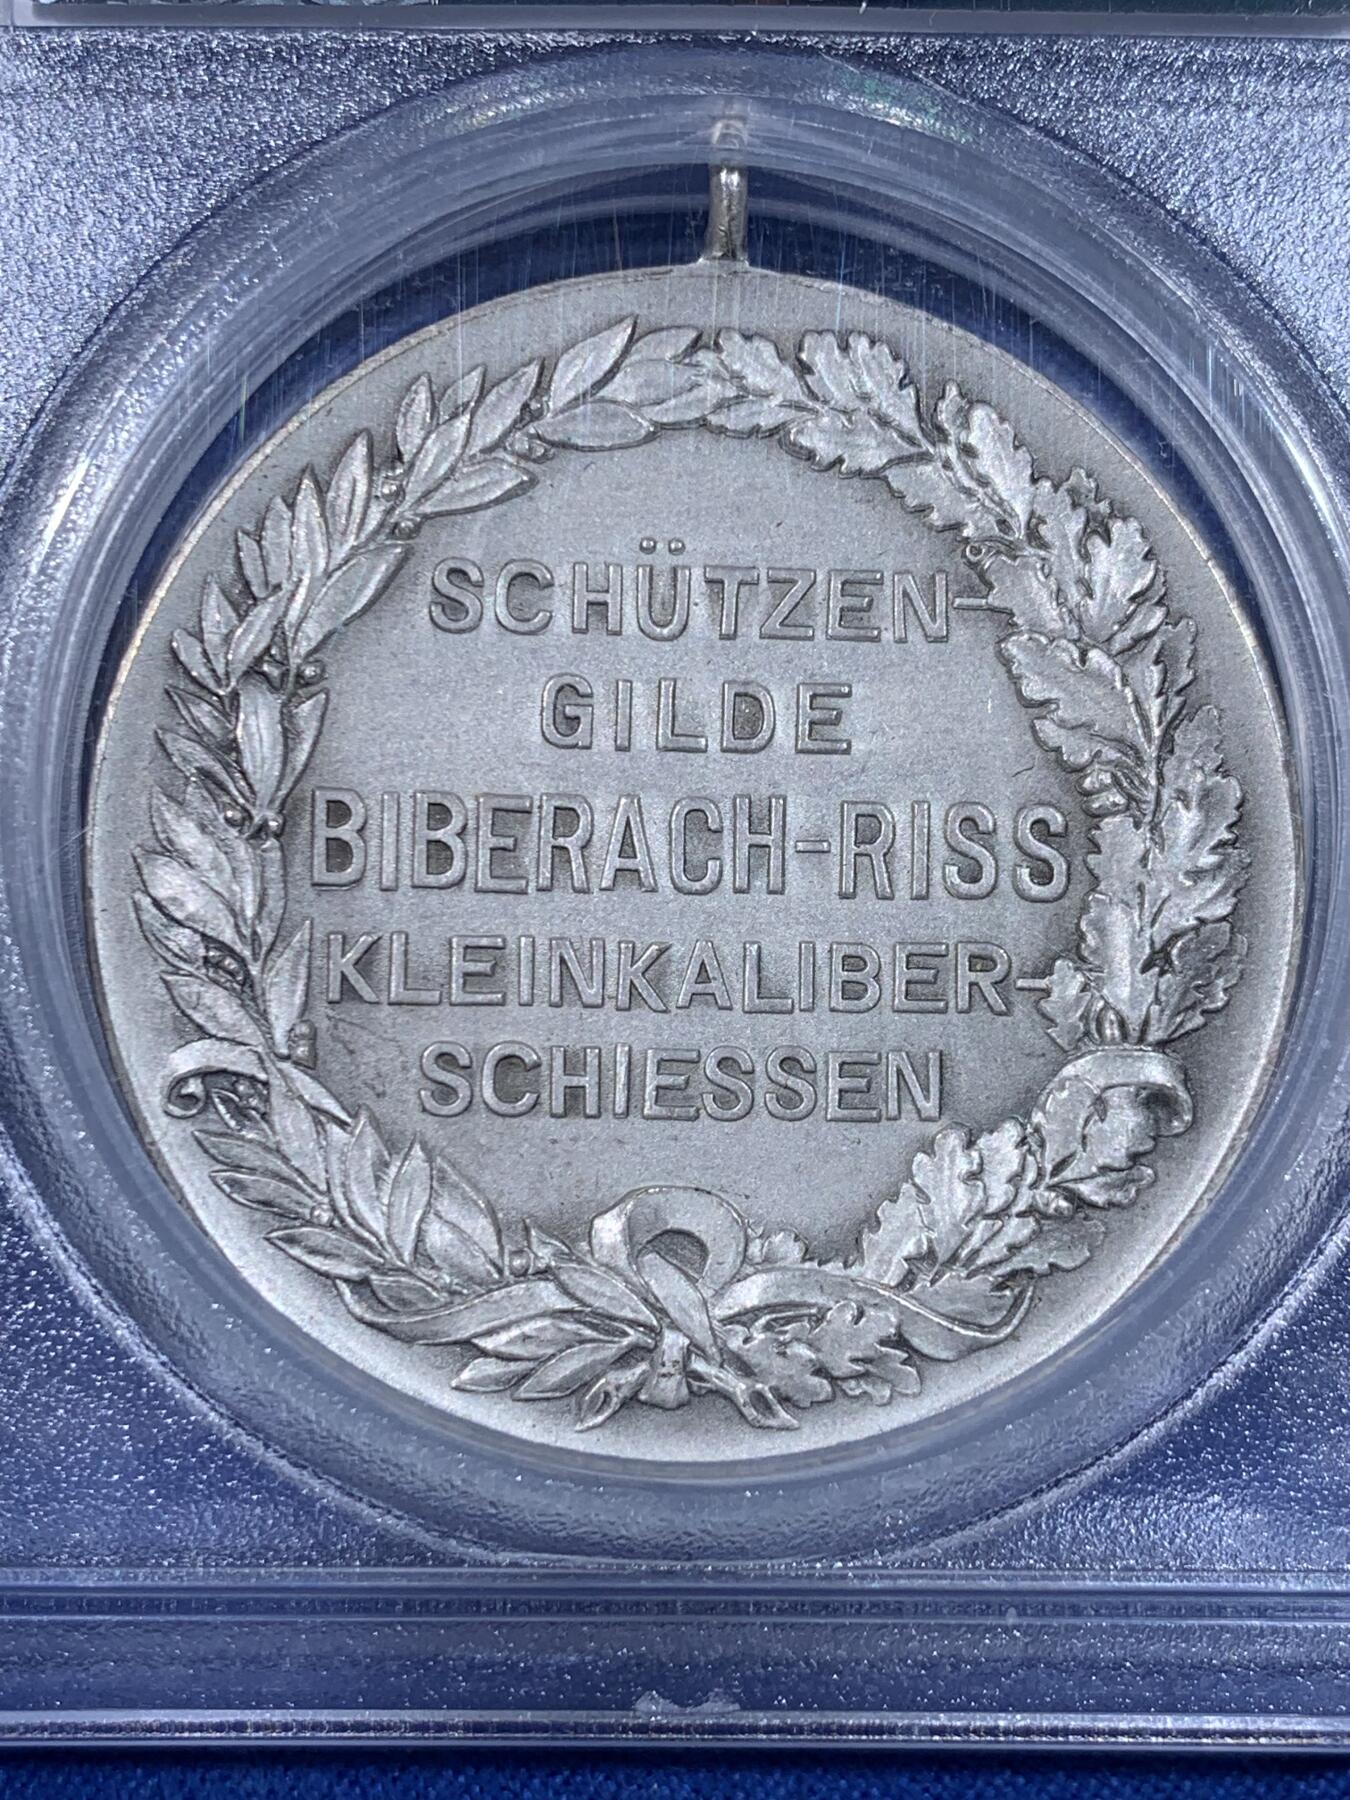 SCHÜTZEN-
GILDE
BIBERACH-RISS
KLEINKALIBER-
SCHIESSEN